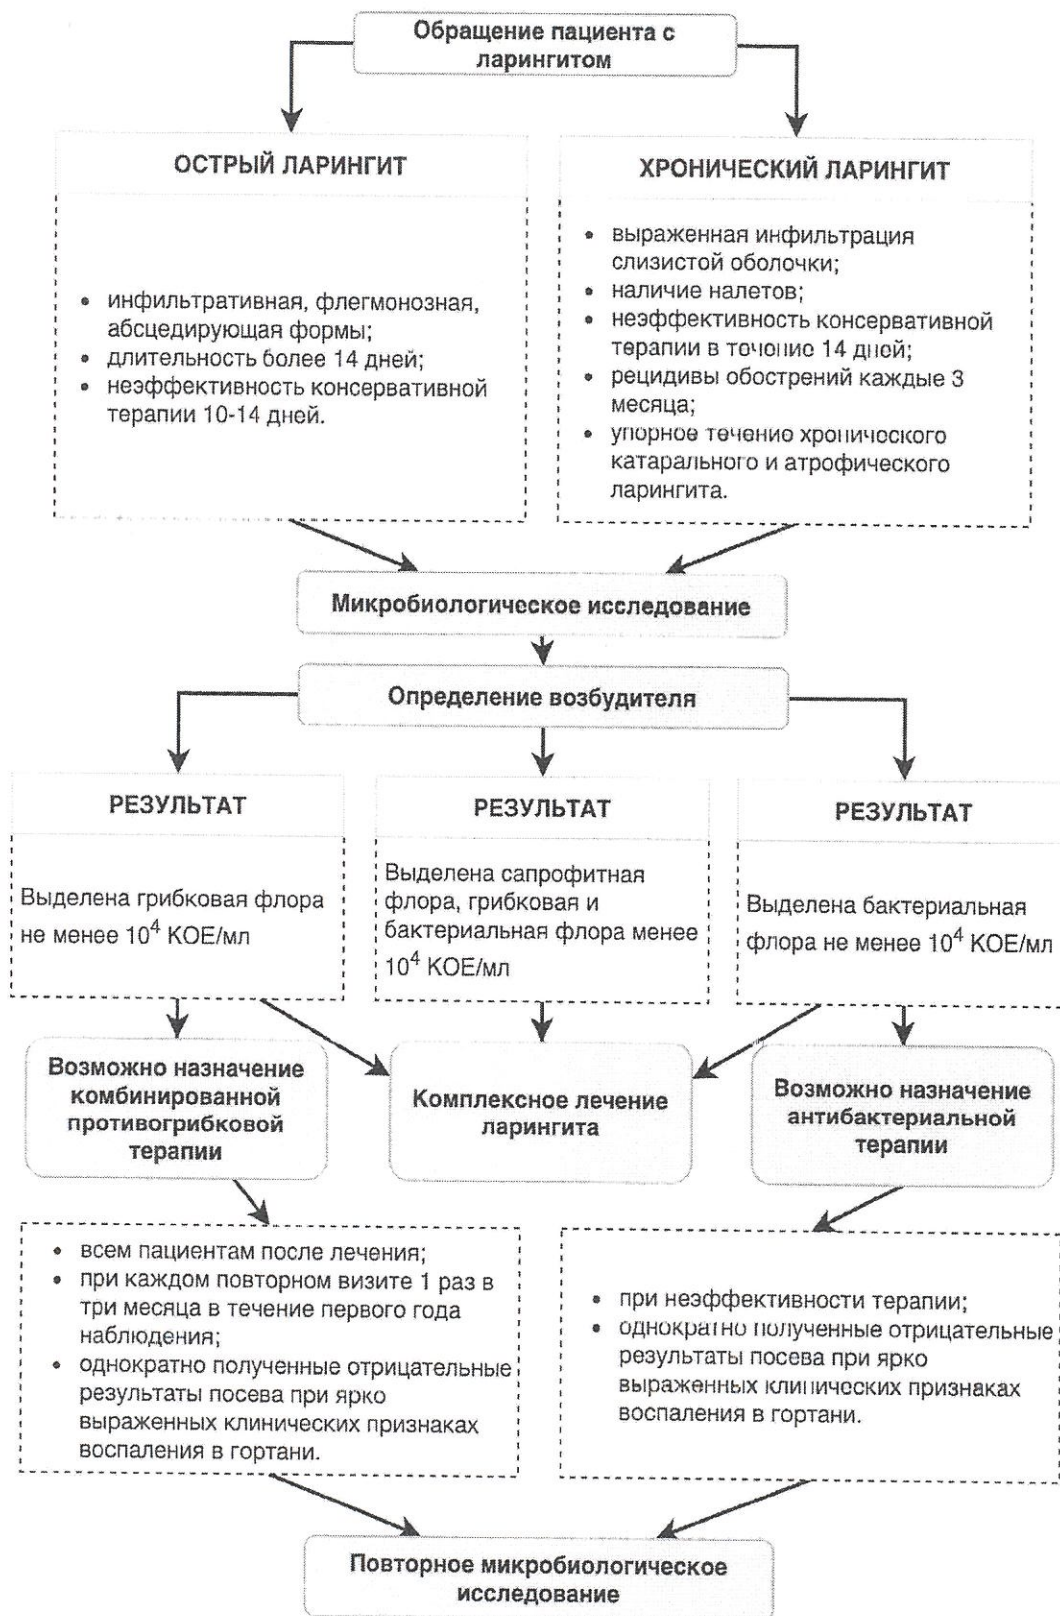 Обращение пациента с
ларингитом
ОСТРЫЙ ЛАРИНГИТ
• инфильтративная, флегмонозная,
абсцедирующая формы;
• длительность более 14 дней;
• неэффективность консервативной
терапии 10-14 дней.
ХРОНИЧЕСКИЙ ЛАРИНГИТ
• выраженная инфильтрация
слизистой оболочки;
• наличие налетов;
• неэффективность консервативной
терапии в течение 14 дней;
• рецидивы обострений каждые 3
месяца;
• упорное течение хронического
катарального и атрофического
ларингита.
Микробиологическое исследование
Определение возбудителя
РЕЗУЛЬТАТ
Выделена грибковая флора
не менее 10⁴ КОЕ/мл
РЕЗУЛЬТАТ
Выделена сапрофитная
флора, грибковая и
бактериальная флора менее
10⁴ КОЕ/мл
РЕЗУЛЬТАТ
Выделена бактериальная
флора не менее 10⁴ КОЕ/мл
Возможно назначение
комбинированной
противогрибковой
терапии
Комплексное лечение
ларингита
Возможно назначение
антибактериальной
терапии
• всем пациентам после лечения;
• при каждом повторном визите 1 раз в
три месяца в течение первого года
наблюдения;
• однократно полученные отрицательные
результаты посева при ярко
выраженных клинических признаках
воспаления в гортани.
• при неэффективности терапии;
• однократно полученные отрицательные
результаты посева при ярко
выраженных клинических признаках
воспаления в гортани.
Повторное микробиологическое
исследование